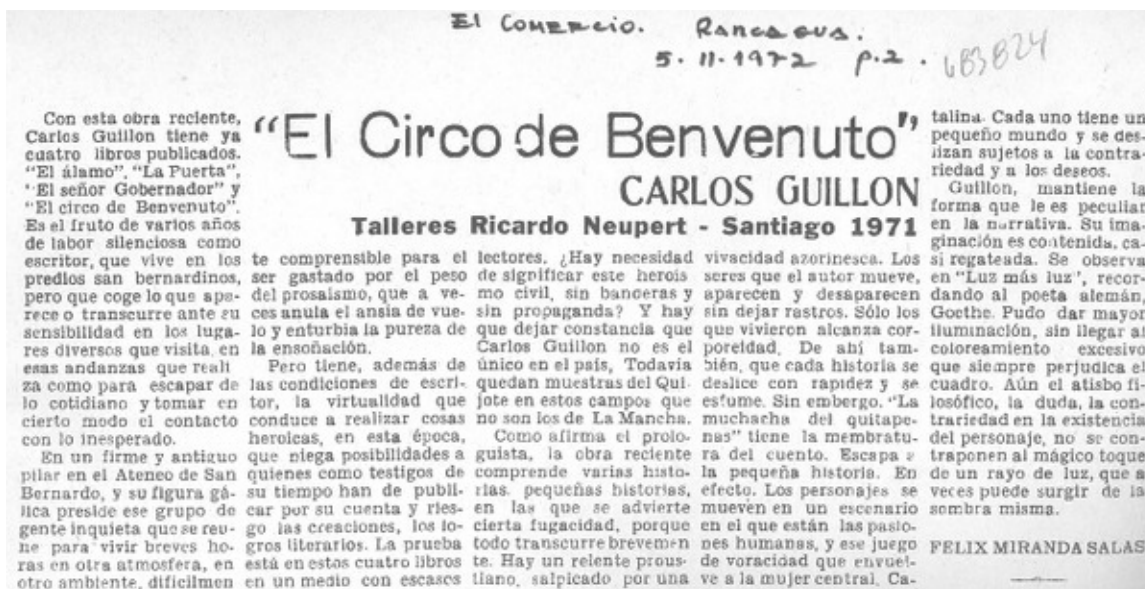 El Comercio. Rancagua.
5-11-1972 p.2.
683824
"El Circo de Benvenuto",
CARLOS GUILLON
Talleres Ricardo Neupert - Santiago 1971
Con esta obra reciente,
Carlos Guillon tiene ya
cuatro libros publicados.
"El álamo", "La Puerta",
"El señor Gobernador" y
"El circo de Benvenuto".
Es el fruto de varios años
de labor silenciosa como
escritor, que vive en los
predios san bernardinos,
pero que coge lo que apa-
rece o transcurre ante su
sensibilidad en los luga-
res diversos que visita, en
esas andanzas que reali
za como para escapar de
lo cotidiano y tomar en
cierto modo el contacto
con lo inesperado.
En un firme y antiguo
pilar en el Ateneo de San
Bernardo, y su figura gá-
lica preside ese grupo de
gente inquieta que se reu-
ne para vivir breves ho-
ras en otra atmósfera, en
otro ambiente, dificilmen
te comprensible para el
ser gastado por el peso
del prosaísmo, que a ve-
ces anula el ansia de vue-
lo y enturbia la pureza de
la ensoñación.
Pero tiene, además de
las condiciones de escri-
tor, la virtualidad que
conduce a realizar cosas
heroicas, en esta época,
que niega posibilidades a
quienes como testigos de
su tiempo han de publi-
car por su cuenta y ries-
go las creaciones, los lo-
gros literarios. La prueba
está en estos cuatro libros
en un medio con escasos
lectores. ¿Hay necesidad
de significar este herois
mo civil, sin banderas y
sin propaganda? Y hay
que dejar constancia que
Carlos Guillon no es el
único en el país, Todavía
quedan muestras del Qui
jote en estos campos que
no son los de La Mancha.
Como afirma el prolo-
guista, la obra reciente
comprende varias histo-
rias. pequeñas historias,
en las que se advierte
cierta fugacidad, porque
todo transcurre brevemen
te. Hay un relente prous-
tiano, salpicado por una
vivacidad azorinesca. Los
seres que el autor mueve,
aparecen y desaparecen
sin dejar rastros. Sólo los
que vivieron alcanza cor-
poreidad. De ahí tam-
bién, que cada historia se
deslice con rapidez y se
esfume. Sin embargo. "La
muchacha del quitape-
nas" tiene la membratu-
ra del cuento. Escapa a
la pequeña historia. En
efecto. Los personajes se
mueven en un escenario
en el que están las pasio-
nes humanas, y ese juego
de voracidad que envuel-
ve a la mujer central, Ca-
talina. Cada uno tiene un
pequeño mundo y se des-
lizan sujetos a la contra-
riedad y a los deseos.
Guillon, mantiene la
forma que le es peculiar
en la narrativa. Su ima-
ginación es contenida, ca-
si regateada. Se observa
en "Luz más luz", recor-
dando al poeta alemán,
Goethe. Pudo dar mayor
iluminación, sin llegar al
coloreamiento excesivo
que siempre perjudica el
cuadro. Aún el atisbo fi-
losófico, la duda, la con-
trariedad en la existencia
del personaje, no se con-
traponen al mágico toque
de un rayo de luz, que a
veces puede surgir de la
sombra misma.
FELIX MIRANDA SALAS